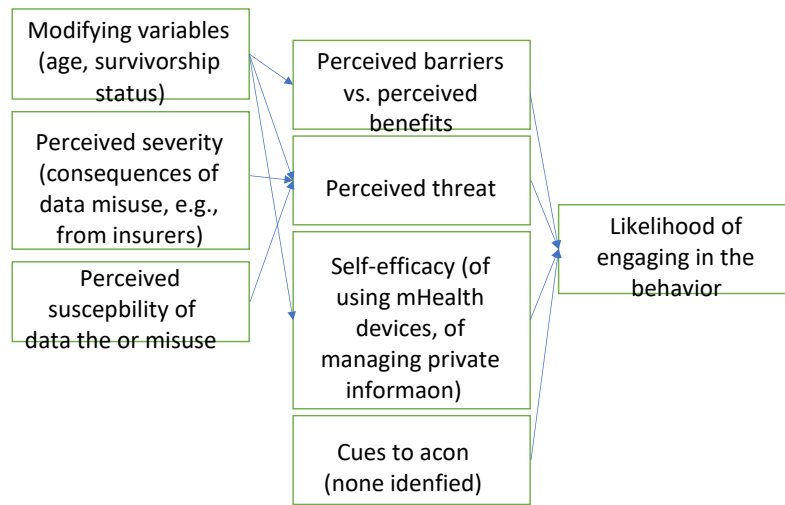 Modifying variables
(age, survivorship
status)
Perceived severity
(consequences of
data misuse, e.g.,
from insurers)
Perceived
suscepbility of
data the or misuse
Perceived barriers
vs. perceived
benefits
Perceived threat
Self-efficacy (of
using mHealth
devices, of
managing private
informaon)
Cues to acon
(none idenfied)
Likelihood of
engaging in the
behavior